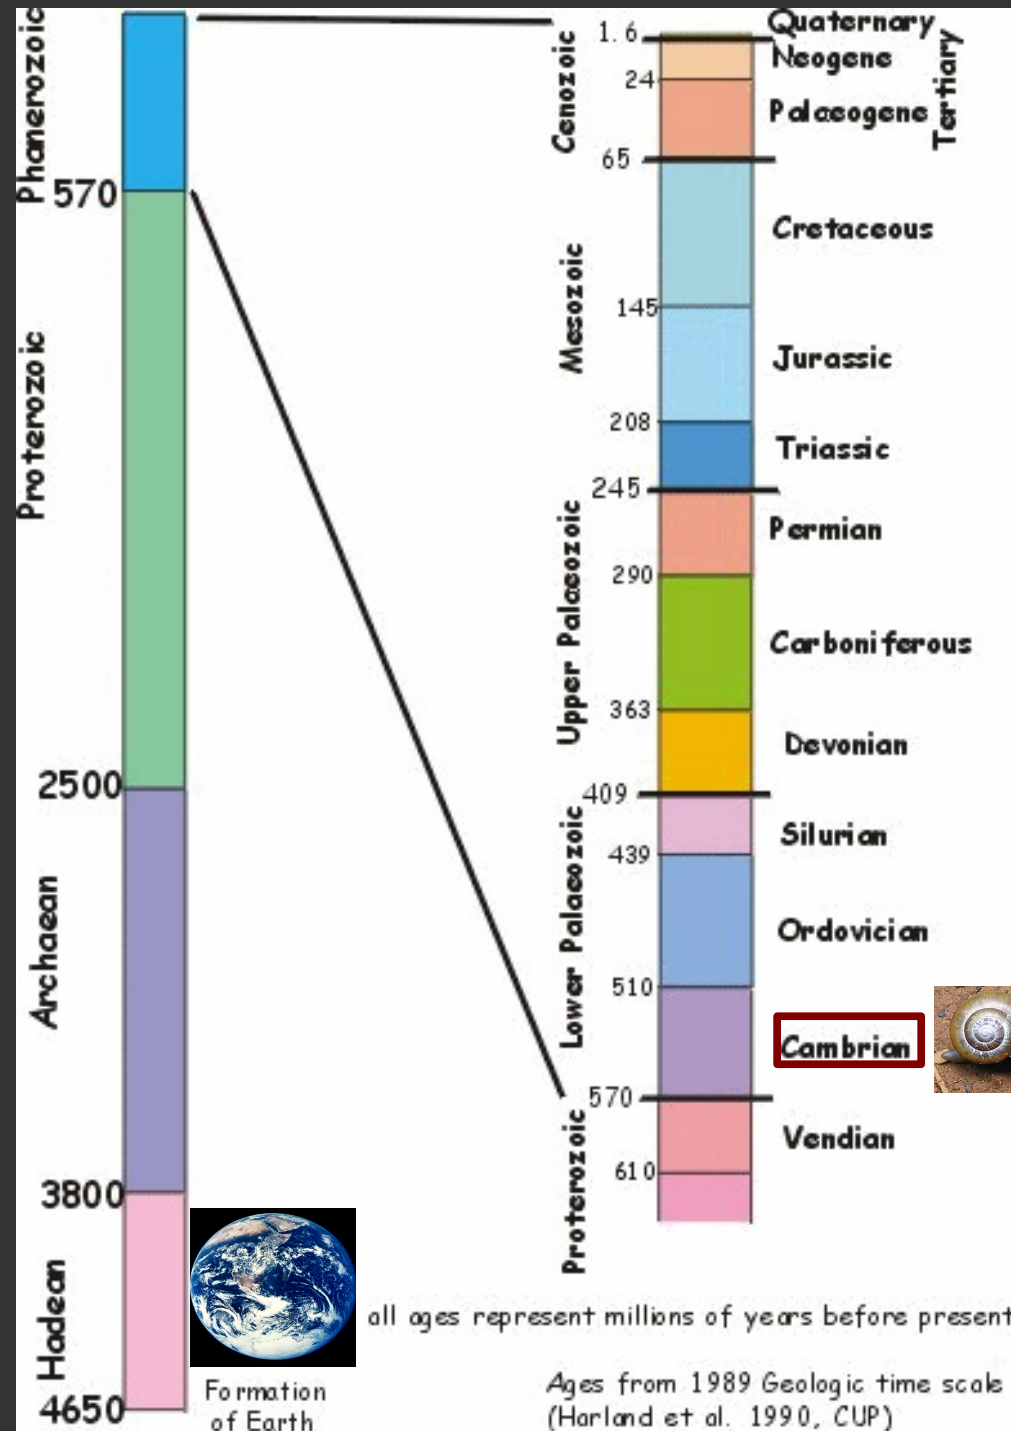 Phanerozoic
570
Proterozoic
2500
Archaean
3800
Hadean
4650
Formation
of Earth
Cenozoic
Mesozoic
Upper Palæozoic
Lower Palaeozoic
Proterozoic
1.6
24
65
145
208
245
290
363
409
439
510
570
610
Quaternary
Neogene
Palæogene
Tertiary
Cretaceous
Jurassic
Triassic
Permian
Carboniferous
Devonian
Silurian
Ordovician
Cambrian
Vendian
all ages represent millions of years before present
Ages from 1989 Geologic time scale
(Harland et al. 1990, CUP)